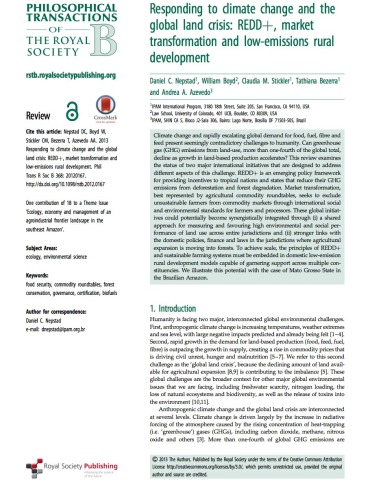 PHILOSOPHICAL
TRANSACTIONS
OF
THE ROYAL
SOCIETY
B
rstb.royalsocietypublishing.org
Review
CrossMark
Cite this article: Nepstad DC, Boyd W,
Stickler CM, Bezerra T, Azevedo AA. 2013
Responding to climate change and the global
land crisis: REDD+, market transformation and
low-emissions rural development. Phil
Trans R Soc B 368: 20120167.
http://dx.doi.org/10.1098/rstb.2012.0167
One contribution of 18 to a Theme Issue
'Ecology, economy and management of an
agroindustrial frontier landscape in the
southeast Amazon'.
Subject Areas:
ecology, environmental science
Keywords:
food security, commodity roundtables, forest
conservation, governance, certification, biofuels
Author for correspondence:
Daniel C. Nepstad
e-mail: dnepstad@ipam.org.br
Royal Society Publishing
Responding to climate change and the
global land crisis: REDD+, market
transformation and low-emissions rural
development
Daniel C. Nepstad1, William Boyd2, Claudia M. Stickler1, Tathiana Bezerra1
and Andrea A. Azevedo3
1IPAM International Program, 3180 18th Street, Suite 205, San Francisco, CA 94110, USA
2Law School, University of Colorado, 401 UCB, Boulder, CO 80309, USA
3IPAM, SHIN CA 5, Bloco J2-Sala 306, Bairro: Lago Norte, Brasília DF 71503-505, Brasil
Climate change and rapidly escalating global demand for food, fuel, fibre and
feed present seemingly contradictory challenges to humanity. Can greenhouse
gas (GHG) emissions from land-use, more than one-fourth of the global total,
decline as growth in land-based production accelerates? This review examines
the status of two major international initiatives that are designed to address
different aspects of this challenge. REDD+ is an emerging policy framework
for providing incentives to tropical nations and states that reduce their GHG
emissions from deforestation and forest degradation. Market transformation,
best represented by agricultural commodity roundtables, seeks to exclude
unsustainable farmers from commodity markets through international social
and environmental standards for farmers and processors. These global initiat-
ives could potentially become synergistically integrated through (i) a shared
approach for measuring and favouring high environmental and social per-
formance of land use across entire jurisdictions and (ii) stronger links with
the domestic policies, finance and laws in the jurisdictions where agricultural
expansion is moving into forests. To achieve scale, the principles of REDD+
and sustainable farming systems must be embedded in domestic low-emission
rural development models capable of garnering support across multiple con-
stituencies. We illustrate this potential with the case of Mato Grosso State in
the Brazilian Amazon.
1. Introduction
Humanity is facing two major, interconnected global environmental challenges.
First, anthropogenic climate change is increasing temperatures, weather extremes
and sea level, with large negative impacts predicted and already being felt [1–4].
Second, rapid growth in the demand for land-based production (food, feed, fuel,
fibre) is outpacing the growth in supply, creating a rise in commodity prices that
is driving civil unrest, hunger and malnutrition [5–7]. We refer to this second
challenge as the 'global land crisis', because the declining amount of land avail-
able for agricultural expansion [8,9] is contributing to the imbalance [5]. These
global challenges are the broader context for other major global environmental
issues that we are facing, including freshwater scarcity, nitrogen loading, the
loss of natural ecosystems and biodiversity, as well as the release of toxins into
the environment [10,11].
Anthropogenic climate change and the global land crisis are interconnected
at several levels. Climate change is driven largely by the increase in radiative
forcing of the atmosphere caused by the rising concentration of heat-trapping
(i.e. 'greenhouse') gases (GHGs), including carbon dioxide, methane, nitrous
oxide and others [3]. More than one-fourth of global GHG emissions are
© 2013 The Authors. Published by the Royal Society under the terms of the Creative Commons Attribution
License http://creativecommons.org/licenses/by/3.0/, which permits unrestricted use, provided the original
author and source are credited.